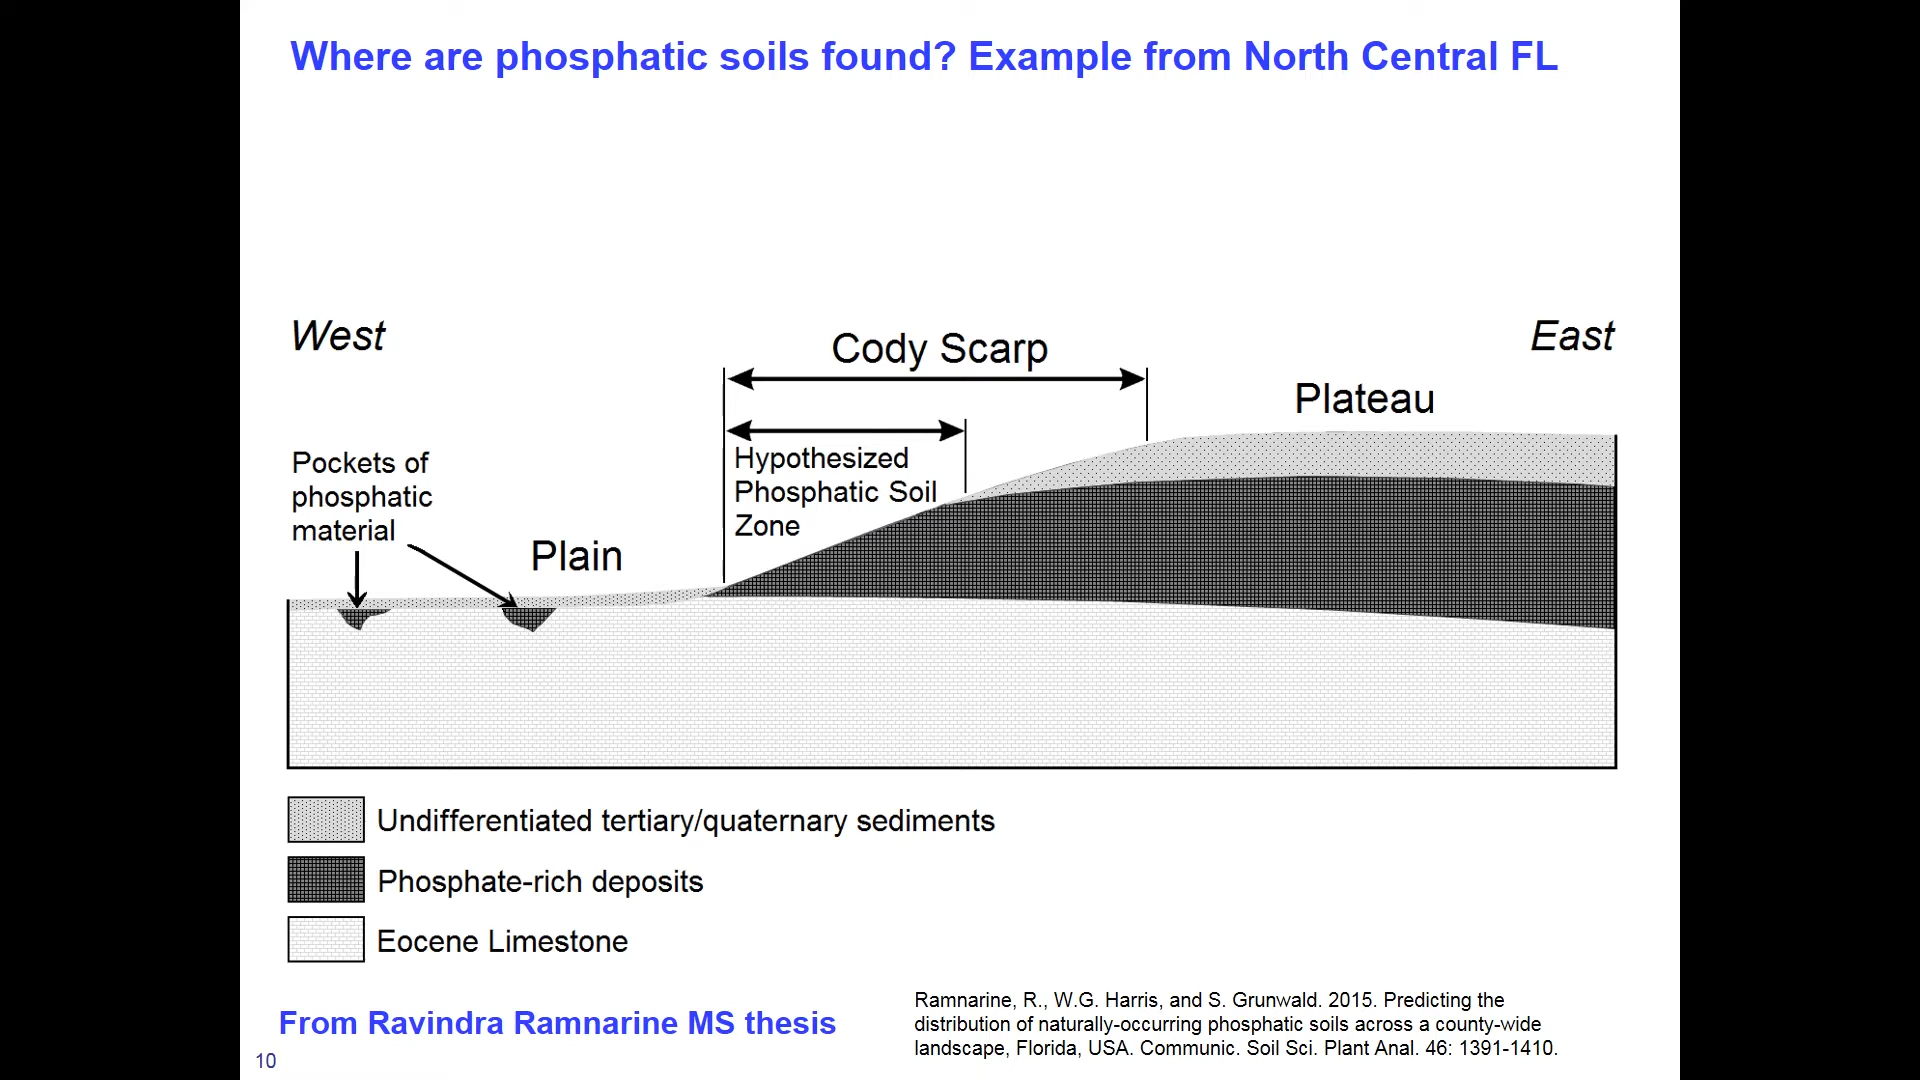 Where are phosphatic soils found? Example from North Central FL
West
East
Cody Scarp
Plateau
Hypothesized
Phosphatic Soil
Zone
Pockets of
phosphatic
material
Plain
Undifferentiated tertiary/quaternary sediments
Phosphate-rich deposits
Eocene Limestone
From Ravindra Ramnarine MS thesis
Ramnarine, R., W.G. Harris, and S. Grunwald. 2015. Predicting the
distribution of naturally-occurring phosphatic soils across a county-wide
landscape, Florida, USA. Communic. Soil Sci. Plant Anal. 46: 1391-1410.
10